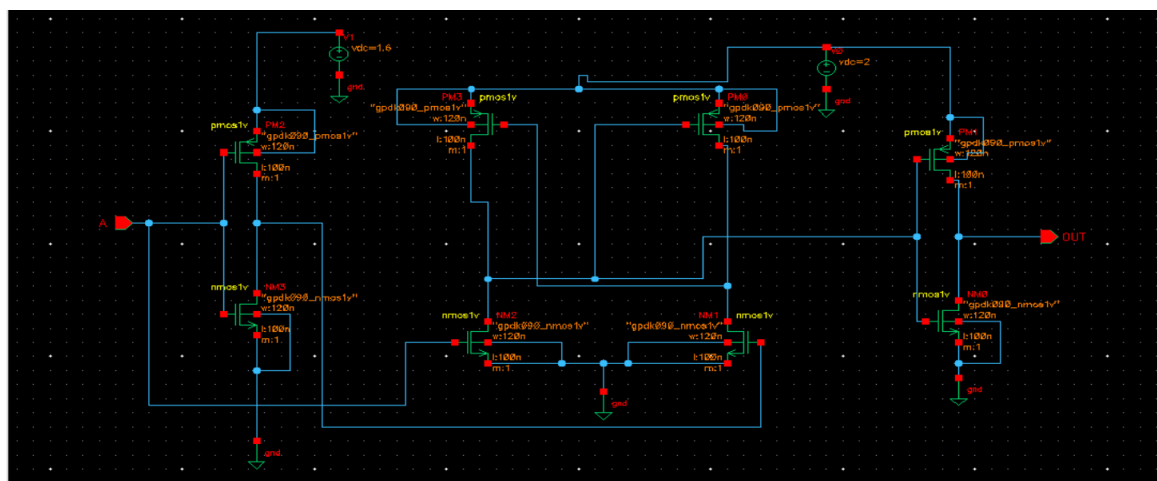 V1
vdc=1.6
gnd
pmos1v
PM2
"gpdk090_pmos1v"
w:120n
l:100n
m:1
A
nmos1v
NM3
"gpdk090_nmos1v"
w:120n
l:100n
m:1
gnd
pmos1v
PM3
"gpdk090_pmos1v"
w:120n
l:100n
m:1
pmos1v
PM0
"gpdk090_pmos1v"
w:120n
l:100n
m:1
nmos1v
NM2
"gpdk090_nmos1v"
w:120n
l:100n
m:1
NM1
nmos1v
"gpdk090_nmos1v"
w:120n
l:100n
m:1
gnd
V0
vdc=2
gnd
pmos1v
PM1
"gpdk090_pmos1v"
w:120n
l:100n
m:1
OUT
nmos1v
NM0
"gpdk090_nmos1v"
w:120n
l:100n
m:1
gnd